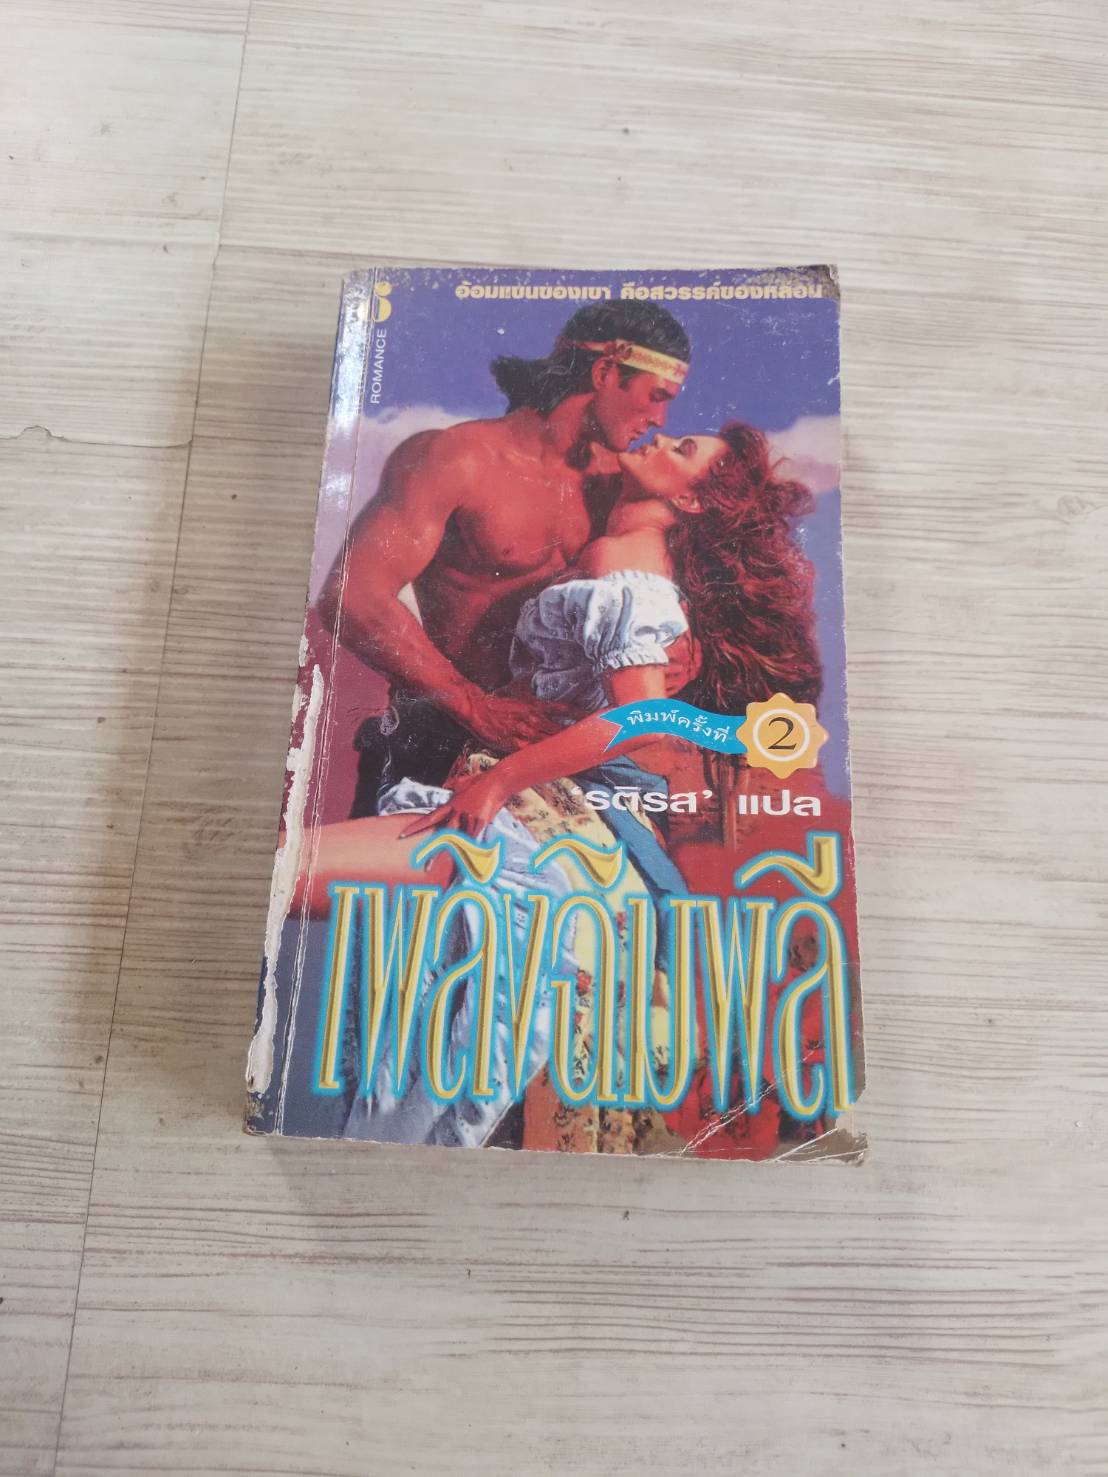 อ้อมแขนของเขา คือสวรรค์ของหล่อน
ROMANCE
พิมพ์ครั้งที่ 2
'รติรส' แปล
เพลิงฉิมพลี